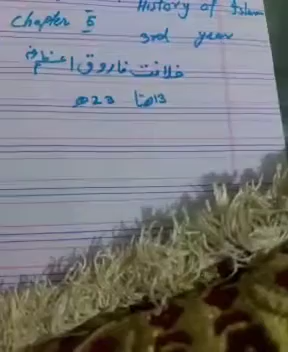 History of Islam
Chapter 5
3rd year
خلافت فاروق اعظمؓ
13ھ تا 23ھ